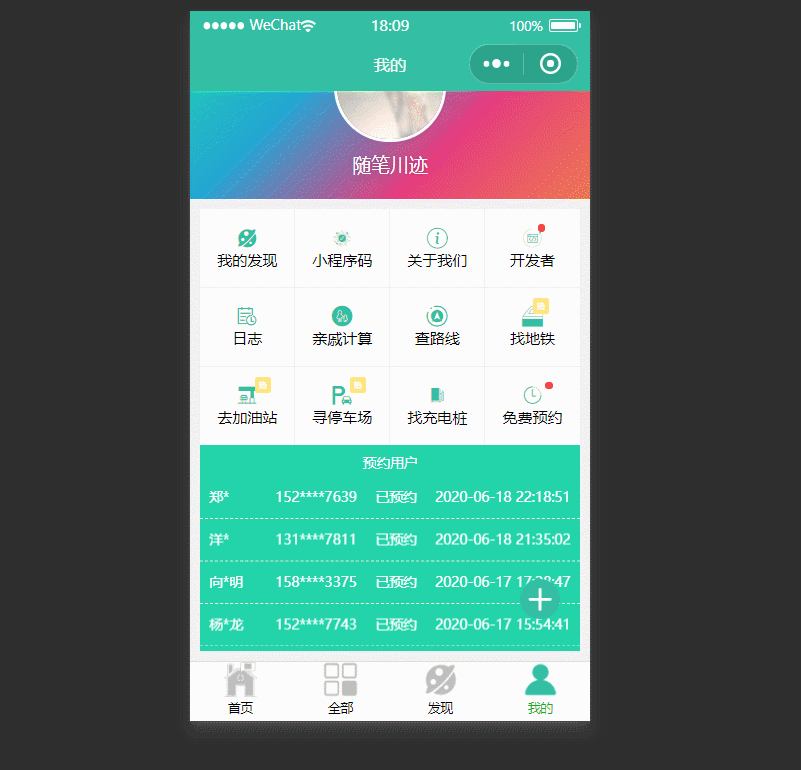 WeChat 18:09 100%
我的
随笔川迹
我的发现 小程序码 关于我们 开发者
日志 亲戚计算 查路线 找地铁
去加油站 寻停车场 找充电桩 免费预约
预约用户
郑* 152****7639 已预约 2020-06-18 22:18:51
洋* 131****7811 已预约 2020-06-18 21:35:02
向*明 158****3375 已预约 2020-06-17 :47
杨*龙 152****7743 已预约 2020-06-17 15:54:41
首页 全部 发现 我的